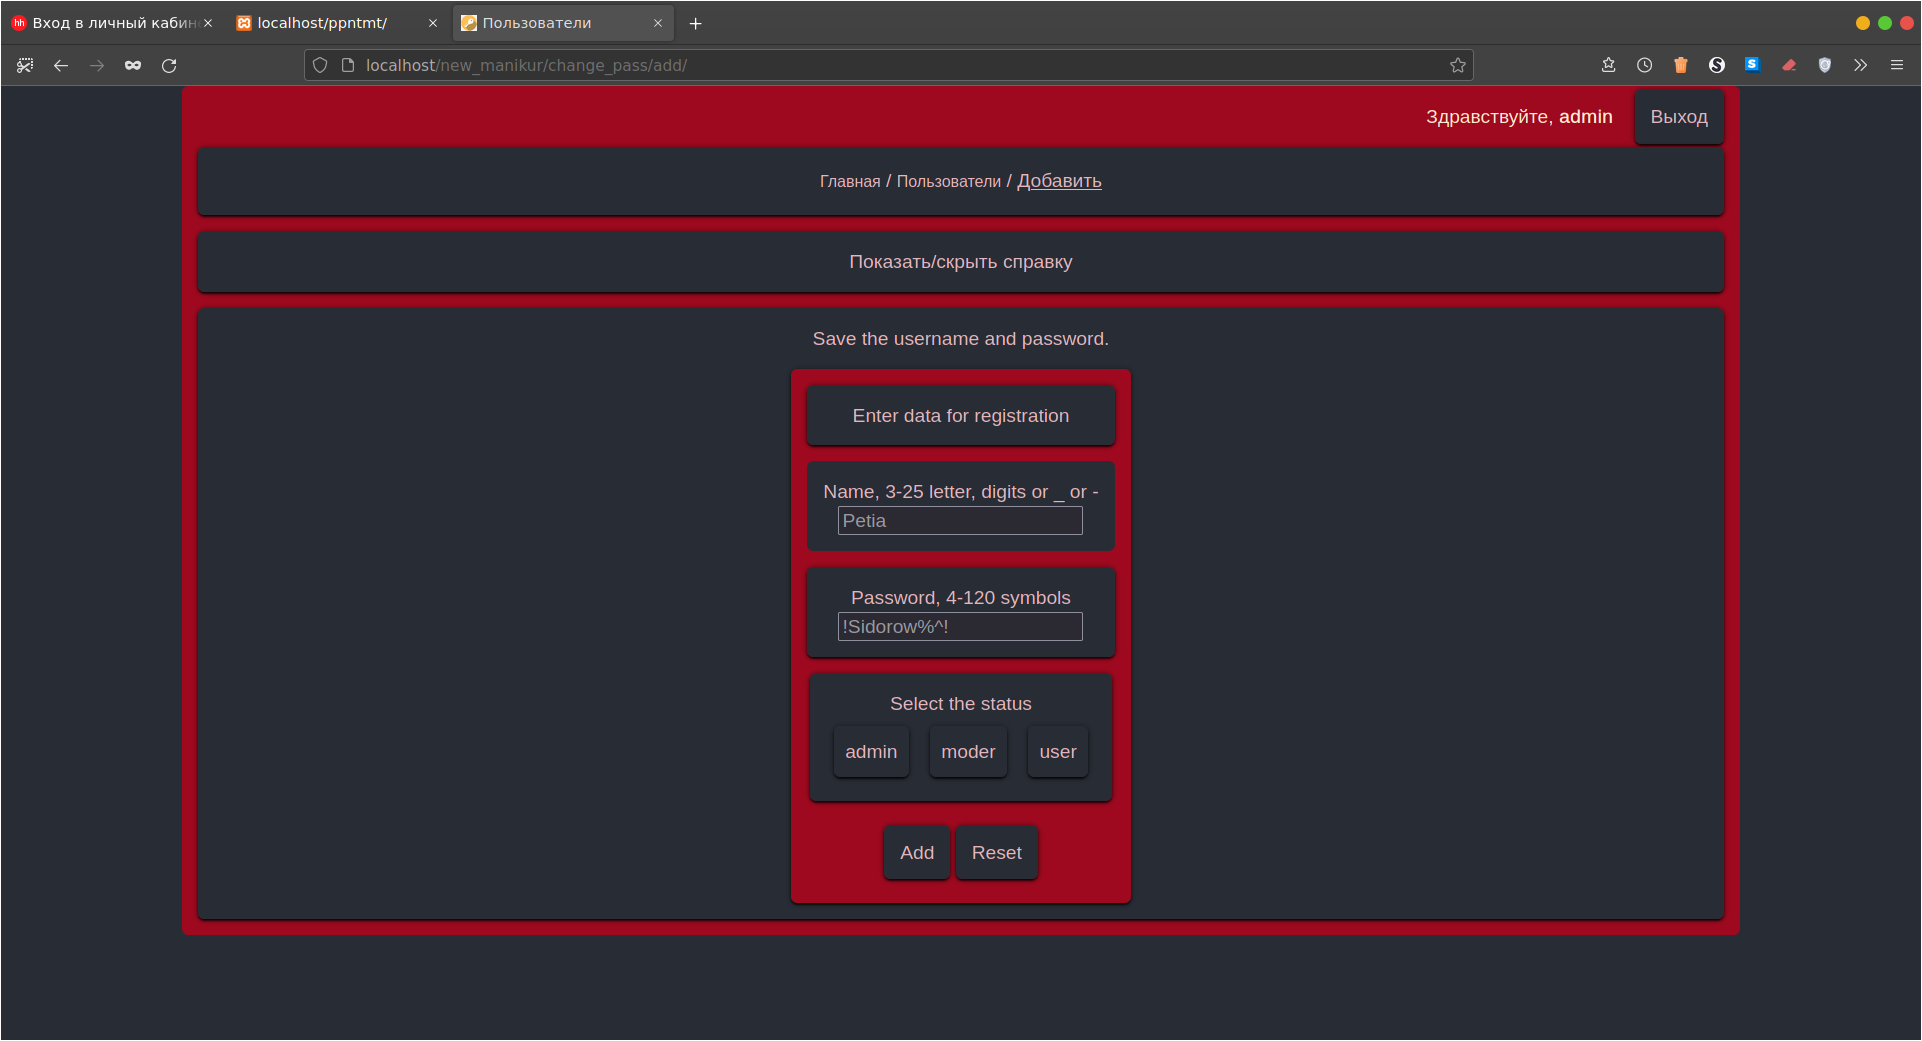 Вход в личный кабин
localhost/ppntmt/
Пользователи
localhost/new_manikur/change_pass/add/
Здравствуйте, admin
Выход
Главная / Пользователи / Добавить
Показать/скрыть справку
Save the username and password.
Enter data for registration
Name, 3-25 letter, digits or _ or -
Petia
Password, 4-120 symbols
!Sidorow%^!
Select the status
admin moder user
Add Reset